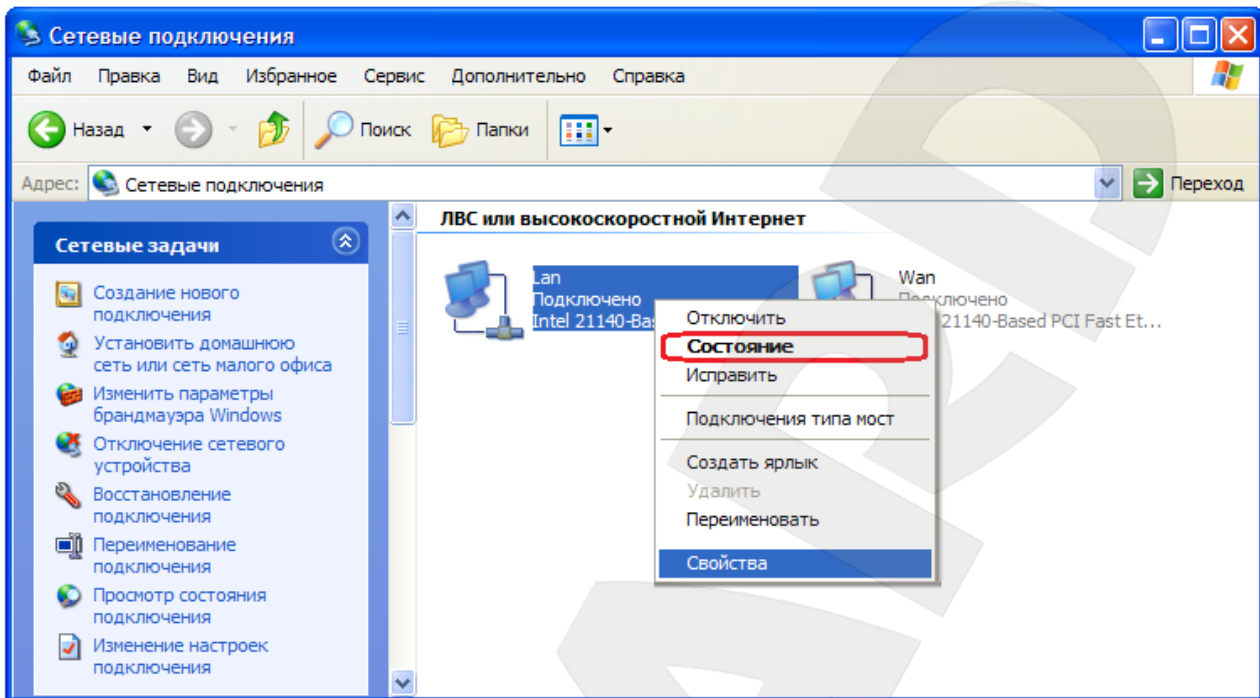 Сетевые подключения
Файл Правка Вид Избранное Сервис Дополнительно Справка
Назад Поиск Папки
Адрес: Сетевые подключения Переход
Сетевые задачи
Создание нового
подключения
Установить домашнюю
сеть или сеть малого офиса
Изменить параметры
брандмауэра Windows
Отключение сетевого
устройства
Восстановление
подключения
Переименование
подключения
Просмотр состояния
подключения
Изменение настроек
подключения
ЛВС или высокоскоростной Интернет
Lan
Подключено
Intel 21140-Ba
Wan
ключено
21140-Based PCI Fast Et...
Отключить
Состояние
Исправить
Подключения типа мост
Создать ярлык
Удалить
Переименовать
Свойства